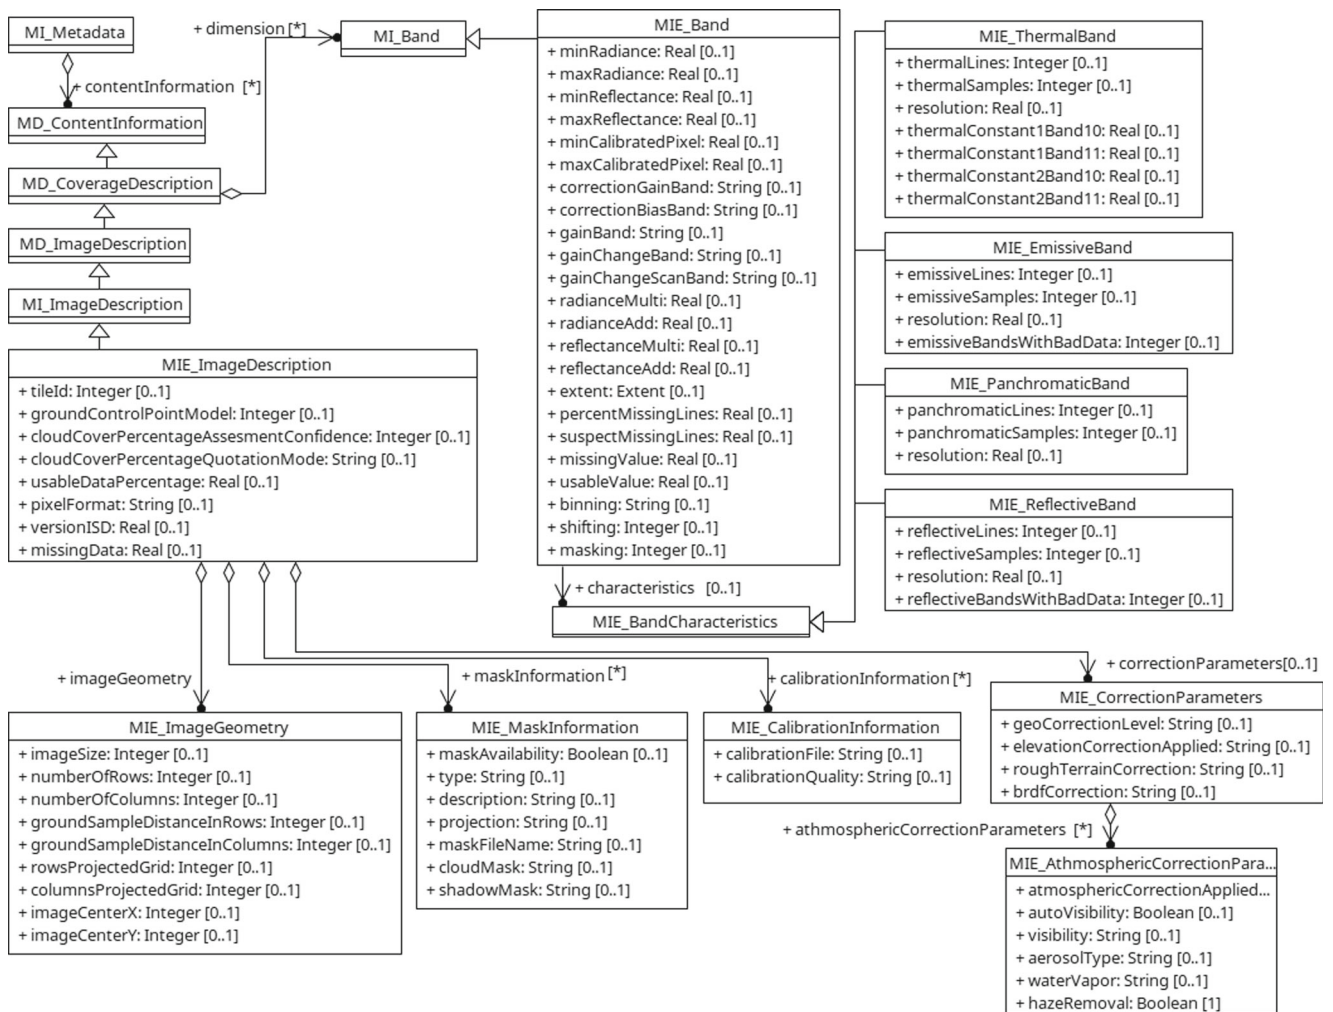 MI_Metadata
+ contentInformation [*]
MD_ContentInformation
MD_CoverageDescription
MD_ImageDescription
MI_ImageDescription
+ dimension [*]
MI_Band
MIE_ImageDescription
+ tileId: Integer [0..1]
+ groundControlPointModel: Integer [0..1]
+ cloudCoverPercentageAssesmentConfidence: Integer [0..1]
+ cloudCoverPercentageQuotationMode: String [0..1]
+ usableDataPercentage: Real [0..1]
+ pixelFormat: String [0..1]
+ versionISD: Real [0..1]
+ missingData: Real [0..1]
MIE_Band
+ minRadiance: Real [0..1]
+ maxRadiance: Real [0..1]
+ minReflectance: Real [0..1]
+ maxReflectance: Real [0..1]
+ minCalibratedPixel: Real [0..1]
+ maxCalibratedPixel: Real [0..1]
+ correctionGainBand: String [0..1]
+ correctionBiasBand: String [0..1]
+ gainBand: String [0..1]
+ gainChangeBand: String [0..1]
+ gainChangeScanBand: String [0..1]
+ radianceMulti: Real [0..1]
+ radianceAdd: Real [0..1]
+ reflectanceMulti: Real [0..1]
+ reflectanceAdd: Real [0..1]
+ extent: Extent [0..1]
+ percentMissingLines: Real [0..1]
+ suspectMissingLines: Real [0..1]
+ missingValue: Real [0..1]
+ usableValue: Real [0..1]
+ binning: String [0..1]
+ shifting: Integer [0..1]
+ masking: Integer [0..1]
+ characteristics [0..1]
MIE_BandCharacteristics
MIE_ThermalBand
+ thermalLines: Integer [0..1]
+ thermalSamples: Integer [0..1]
+ resolution: Real [0..1]
+ thermalConstant1Band10: Real [0..1]
+ thermalConstant1Band11: Real [0..1]
+ thermalConstant2Band10: Real [0..1]
+ thermalConstant2Band11: Real [0..1]
MIE_EmissiveBand
+ emissiveLines: Integer [0..1]
+ emissiveSamples: Integer [0..1]
+ resolution: Real [0..1]
+ emissiveBandsWithBadData: Integer [0..1]
MIE_PanchromaticBand
+ panchromaticLines: Integer [0..1]
+ panchromaticSamples: Integer [0..1]
+ resolution: Real [0..1]
MIE_ReflectiveBand
+ reflectiveLines: Integer [0..1]
+ reflectiveSamples: Integer [0..1]
+ resolution: Real [0..1]
+ reflectiveBandsWithBadData: Integer [0..1]
+ imageGeometry
MIE_ImageGeometry
+ imageSize: Integer [0..1]
+ numberOfRows: Integer [0..1]
+ numberOfColumns: Integer [0..1]
+ groundSampleDistanceInRows: Integer [0..1]
+ groundSampleDistanceInColumns: Integer [0..1]
+ rowsProjectedGrid: Integer [0..1]
+ columnsProjectedGrid: Integer [0..1]
+ imageCenterX: Integer [0..1]
+ imageCenterY: Integer [0..1]
+ maskInformation [*]
MIE_MaskInformation
+ maskAvailability: Boolean [0..1]
+ type: String [0..1]
+ description: String [0..1]
+ projection: String [0..1]
+ maskFileName: String [0..1]
+ cloudMask: String [0..1]
+ shadowMask: String [0..1]
+ calibrationInformation [*]
MIE_CalibrationInformation
+ calibrationFile: String [0..1]
+ calibrationQuality: String [0..1]
+ correctionParameters[0..1]
MIE_CorrectionParameters
+ geoCorrectionLevel: String [0..1]
+ elevationCorrectionApplied: String [0..1]
+ roughTerrainCorrection: String [0..1]
+ brdfCorrection: String [0..1]
+ athmosphericCorrectionParameters [*]
MIE_AthmosphericCorrectionPara...
+ atmosphericCorrectionApplied...
+ autoVisibility: Boolean [0..1]
+ visibility: String [0..1]
+ aerosolType: String [0..1]
+ waterVapor: String [0..1]
+ hazeRemoval: Boolean [1]